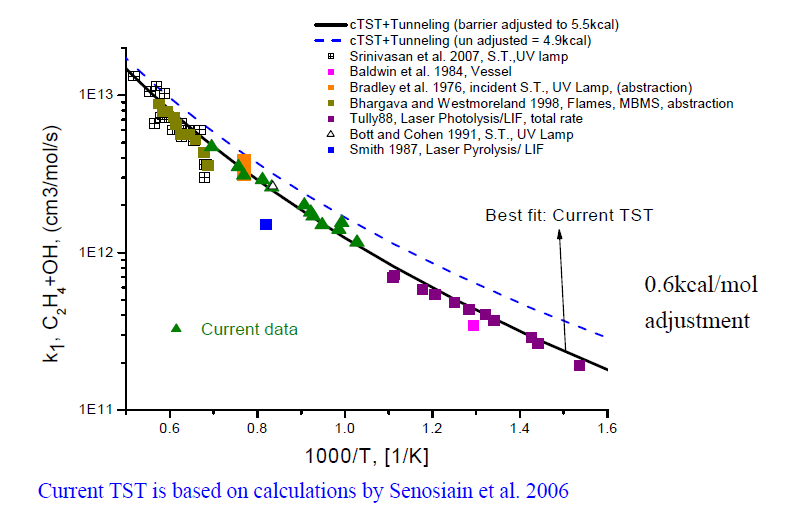 cTST+Tunneling (barrier adjusted to 5.5kcal)
cTST+Tunneling (un adjusted = 4.9kcal)
Srinivasan et al. 2007, S.T.,UV lamp
Baldwin et al. 1984, Vessel
Bradley et al. 1976, incident S.T., UV Lamp, (abstraction)
Bhargava and Westmoreland 1998, Flames, MBMS, abstraction
Tully88, Laser Photolysis/LIF, total rate
Bott and Cohen 1991, S.T., UV Lamp
Smith 1987, Laser Pyrolysis/ LIF
1E13
1E12
1E11
k1, C2H4+OH, (cm3/mol/s)
Best fit: Current TST
Current data
0.6kcal/mol
adjustment
0.6 0.8 1.0 1.2 1.4 1.6
1000/T, [1/K]
Current TST is based on calculations by Senosiain et al. 2006